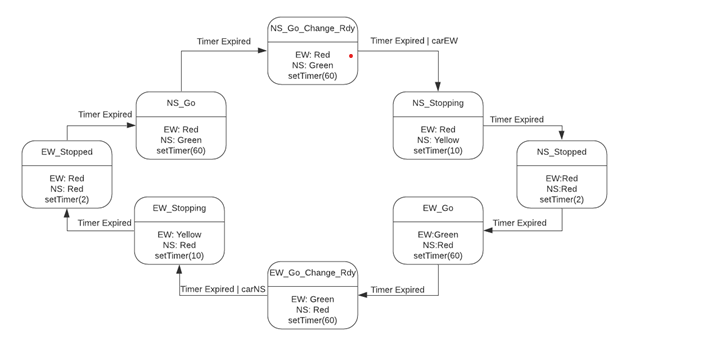 NS_Go_Change_Rdy
EW: Red
NS: Green
setTimer(60)
Timer Expired
Timer Expired | carEW
NS_Go
EW: Red
NS: Green
setTimer(60)
NS_Stopping
EW: Red
NS: Yellow
setTimer(10)
Timer Expired
Timer Expired
EW_Stopped
EW: Red
NS: Red
setTimer(2)
NS_Stopped
EW:Red
NS:Red
setTimer(2)
EW_Stopping
EW: Yellow
NS: Red
setTimer(10)
EW_Go
EW:Green
NS:Red
setTimer(60)
Timer Expired
Timer Expired
EW_Go_Change_Rdy
EW: Green
NS: Red
setTimer(60)
Timer Expired | carNS
Timer Expired